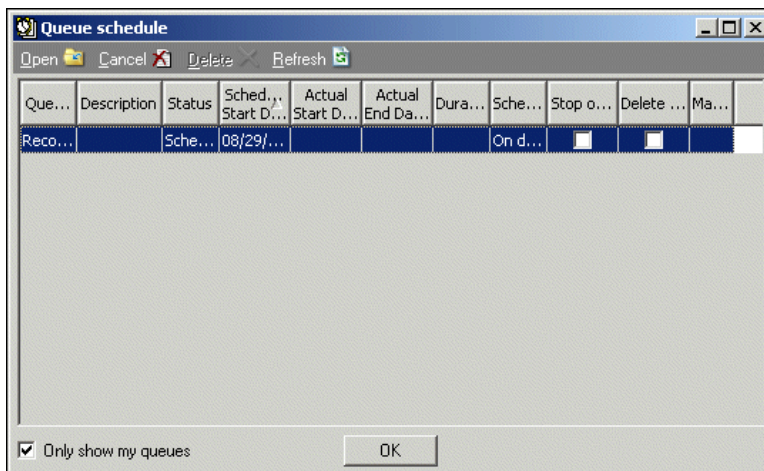 Queue schedule
Open Cancel Delete Refresh
Que... Description Status Sched... Start D... Actual Start D... Actual End Da... Dura... Sche... Stop o... Delete ... Ma...
Reco... Sche... 08/29/... On d...
Only show my queues OK